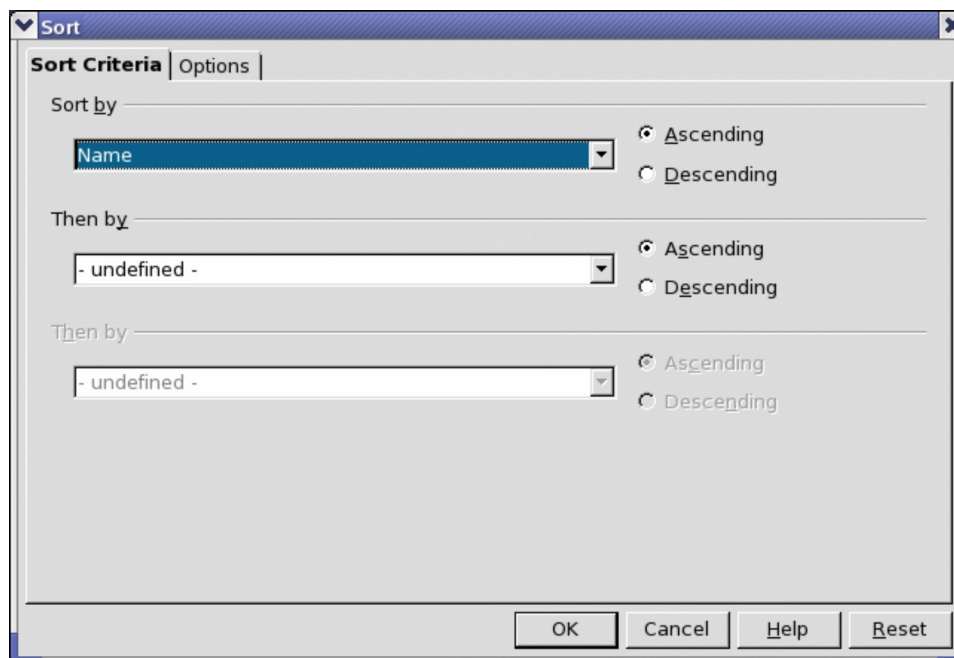 Sort
Sort Criteria Options
Sort by
Name
Ascending
Descending
Then by
- undefined -
Ascending
Descending
Then by
- undefined -
Ascending
Descending
OK Cancel Help Reset